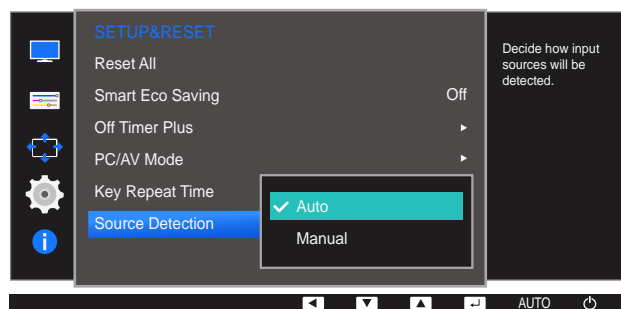 SETUP&RESET
Reset All
Smart Eco Saving Off
Off Timer Plus
PC/AV Mode
Key Repeat Time
Source Detection
Auto
Manual
Decide how input
sources will be
detected.
AUTO